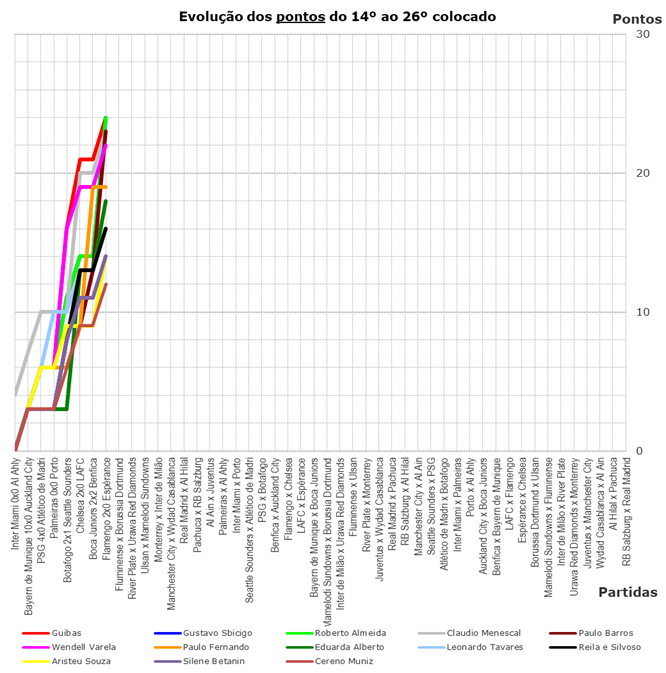 Evolução dos pontos do 14º ao 26º colocado
Pontos
30
20
10
0
Inter Miami 0x0 Al Ahly
Bayern de Munique 10x0 Auckland City
PSG 4x0 Atlético de Madri
Palmeiras 0x0 Porto
Botafogo 2x1 Seattle Sounders
Chelsea 2x0 LAFC
Boca Juniors 2x2 Benfica
Flamengo 2x0 Espérance
Fluminense x Borussia Dortmund
River Plate x Urawa Red Diamonds
Ulsan x Mamelodi Sundowns
Monterrey x Inter de Milão
Manchester City x Wydad Casablanca
Real Madrid x Al Hilal
Pachuca x RB Salzburg
Al Ain x Juventus
Palmeiras x Al Ahly
Inter Miami x Porto
Seattle Sounders x Atlético de Madri
PSG x Botafogo
Benfica x Auckland City
Flamengo x Chelsea
LAFC x Espérance
Bayern de Munique x Boca Juniors
Mamelodi Sundowns x Borussia Dortmund
Inter de Milão x Urawa Red Diamonds
Fluminense x Ulsan
River Plate x Monterrey
Juventus x Wydad Casablanca
Real Madrid x Pachuca
RB Salzburg x Al Hilal
Manchester City x Al Ain
Seattle Sounders x PSG
Atlético de Madri x Botafogo
Inter Miami x Palmeiras
Porto x Al Ahly
Auckland City x Boca Juniors
Benfica x Bayern de Munique
LAFC x Flamengo
Espérance x Chelsea
Borussia Dortmund x Ulsan
Mamelodi Sundowns x Fluminense
Inter de Milão x River Plate
Urawa Red Diamonds x Monterrey
Juventus x Manchester City
Wydad Casablanca x Al Ain
Al Hilal x Pachuca
RB Salzburg x Real Madrid
Partidas
Guibas Gustavo Sbicigo Roberto Almeida Claudio Menescal Paulo Barros
Wendell Varela Paulo Fernando Eduarda Alberto Leonardo Tavares Reila e Silvoso
Aristeu Souza Silene Betanin Cereno Muniz